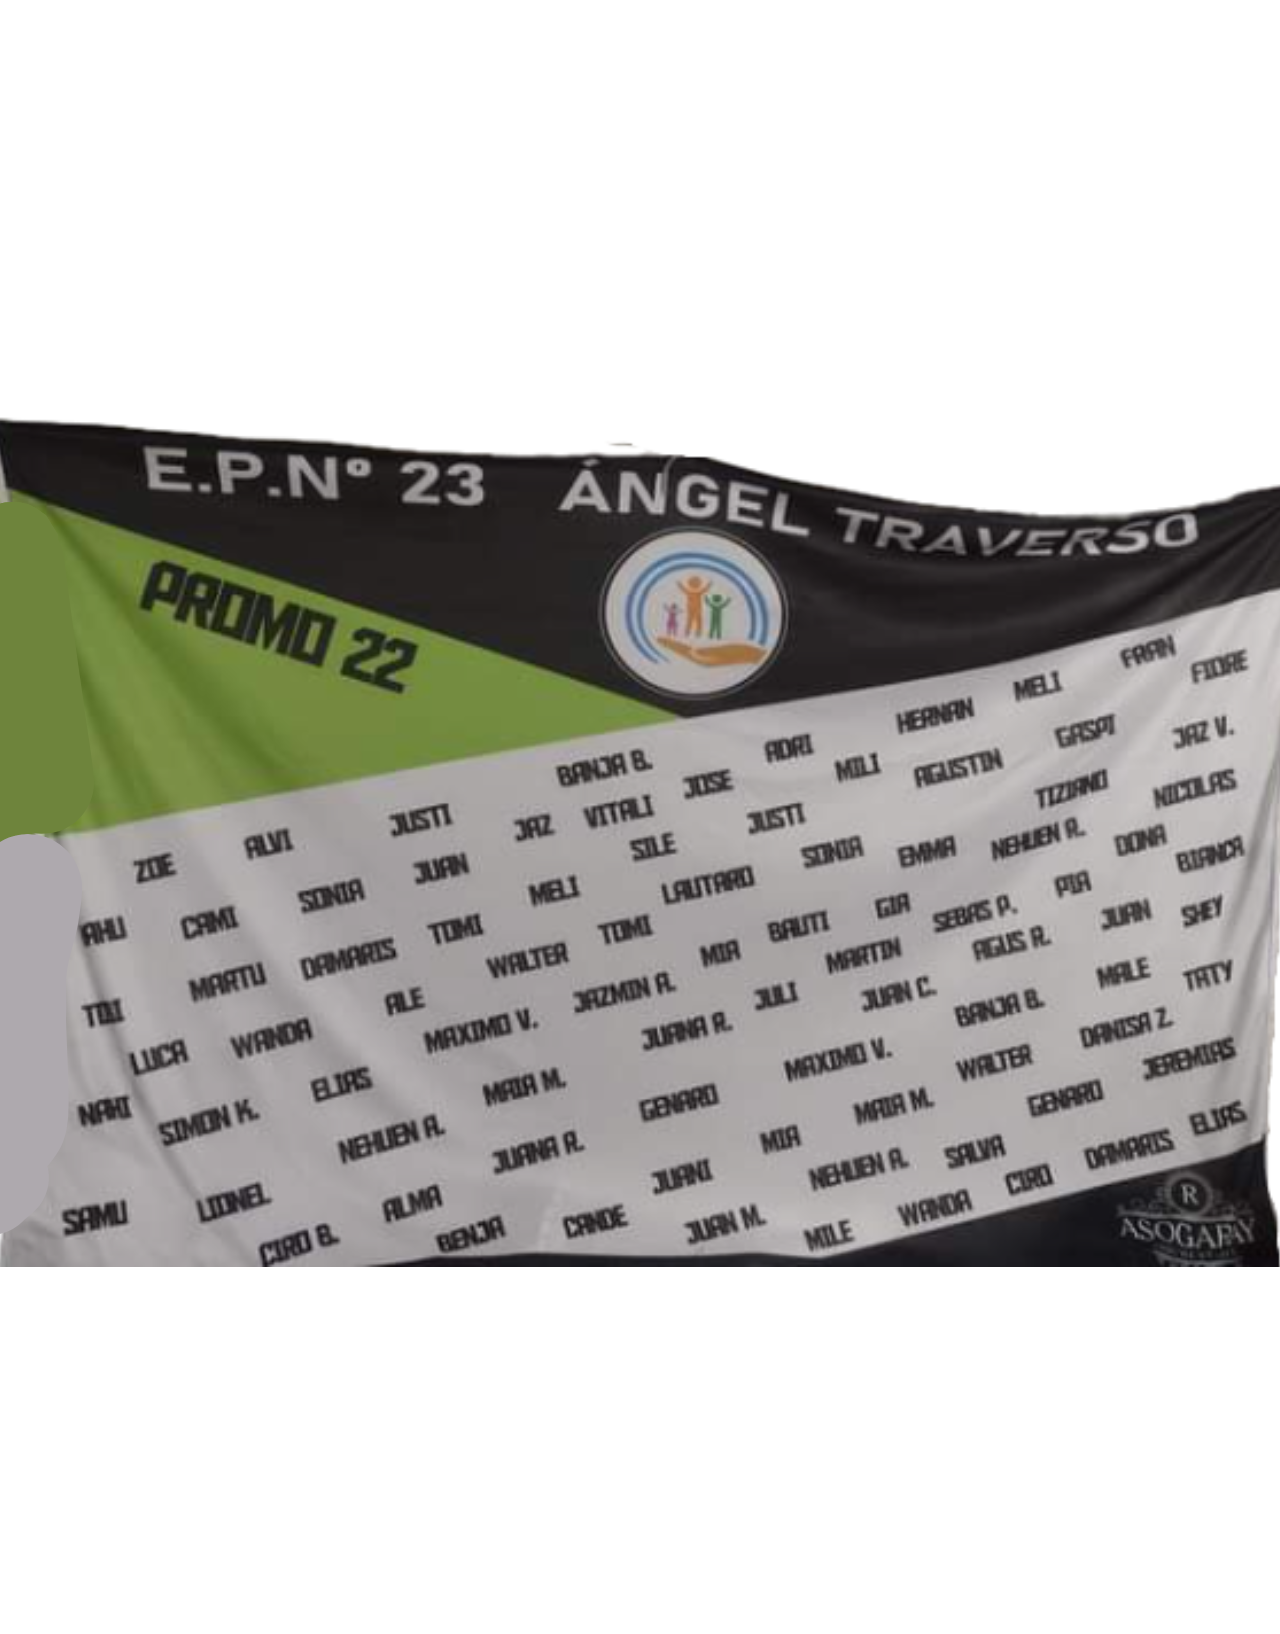 E.P.Nº 23 ÁNGEL TRAVERSO
PROMO 22
ZOE ALVI JUSTI BANJA B. ADRI HERNAN MELI FRAN FIORE
AHU CAMI SONIA JUAN JAZ VITALI JOSE MILI AGUSTIN GASPI JAZ V.
TOI MARTU DAMARIS TOMI MELI SILE JUSTI TIZIANO NICOLAS
LUCA WANDA ALE WALTER TOMI LAUTARO SONIA EMMA NEHUEN R. DONA BIANCA
NAHI SIMON K. ELIAS MAXIMO V. JAZMIN A. MIA BAUTI GIA SEBAS P. PIA JUAN SHEY
NEHUEN A. MAIA M. JUANA R. JULI MARTIN AGUS R. MALE TATY
SAMU LIONEL JUANA R. GENARO MAXIMO V. JUAN C. BANJA B. DANISA Z. JEREMIAS
CIRO B. ALMA JUANI MIA MAIA M. WALTER GENARO ELIAS
BENJA CANDE JUAN M. MILE NEHUEN A. WANDA SALVA CIRO DAMARIS
R
ASOGAFAY